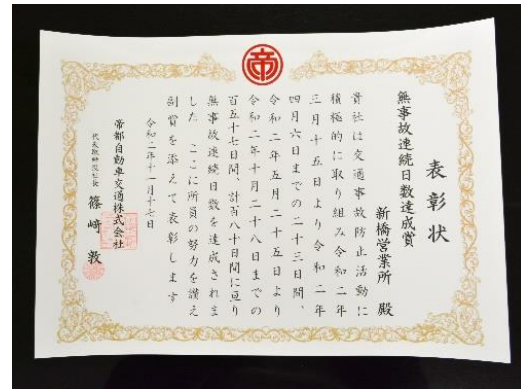 帝
表彰状
無事故連続日数達成賞
新橋営業所 殿
貴社は交通事故防止活動に
積極的に取り組み令和二年
三月十五日より令和二年
四月六日までの二十三日間、
令和二年五月二十五日より
令和二年十月二十八日までの
百五十七日間、計百八十日間に亘り
無事故連続日数を達成されま
した ここに所員の努力を讃え
副賞を添えて表彰します
令和二年十一月十七日
帝都自動車交通株式会社
代表取締役社長 篠﨑 敦